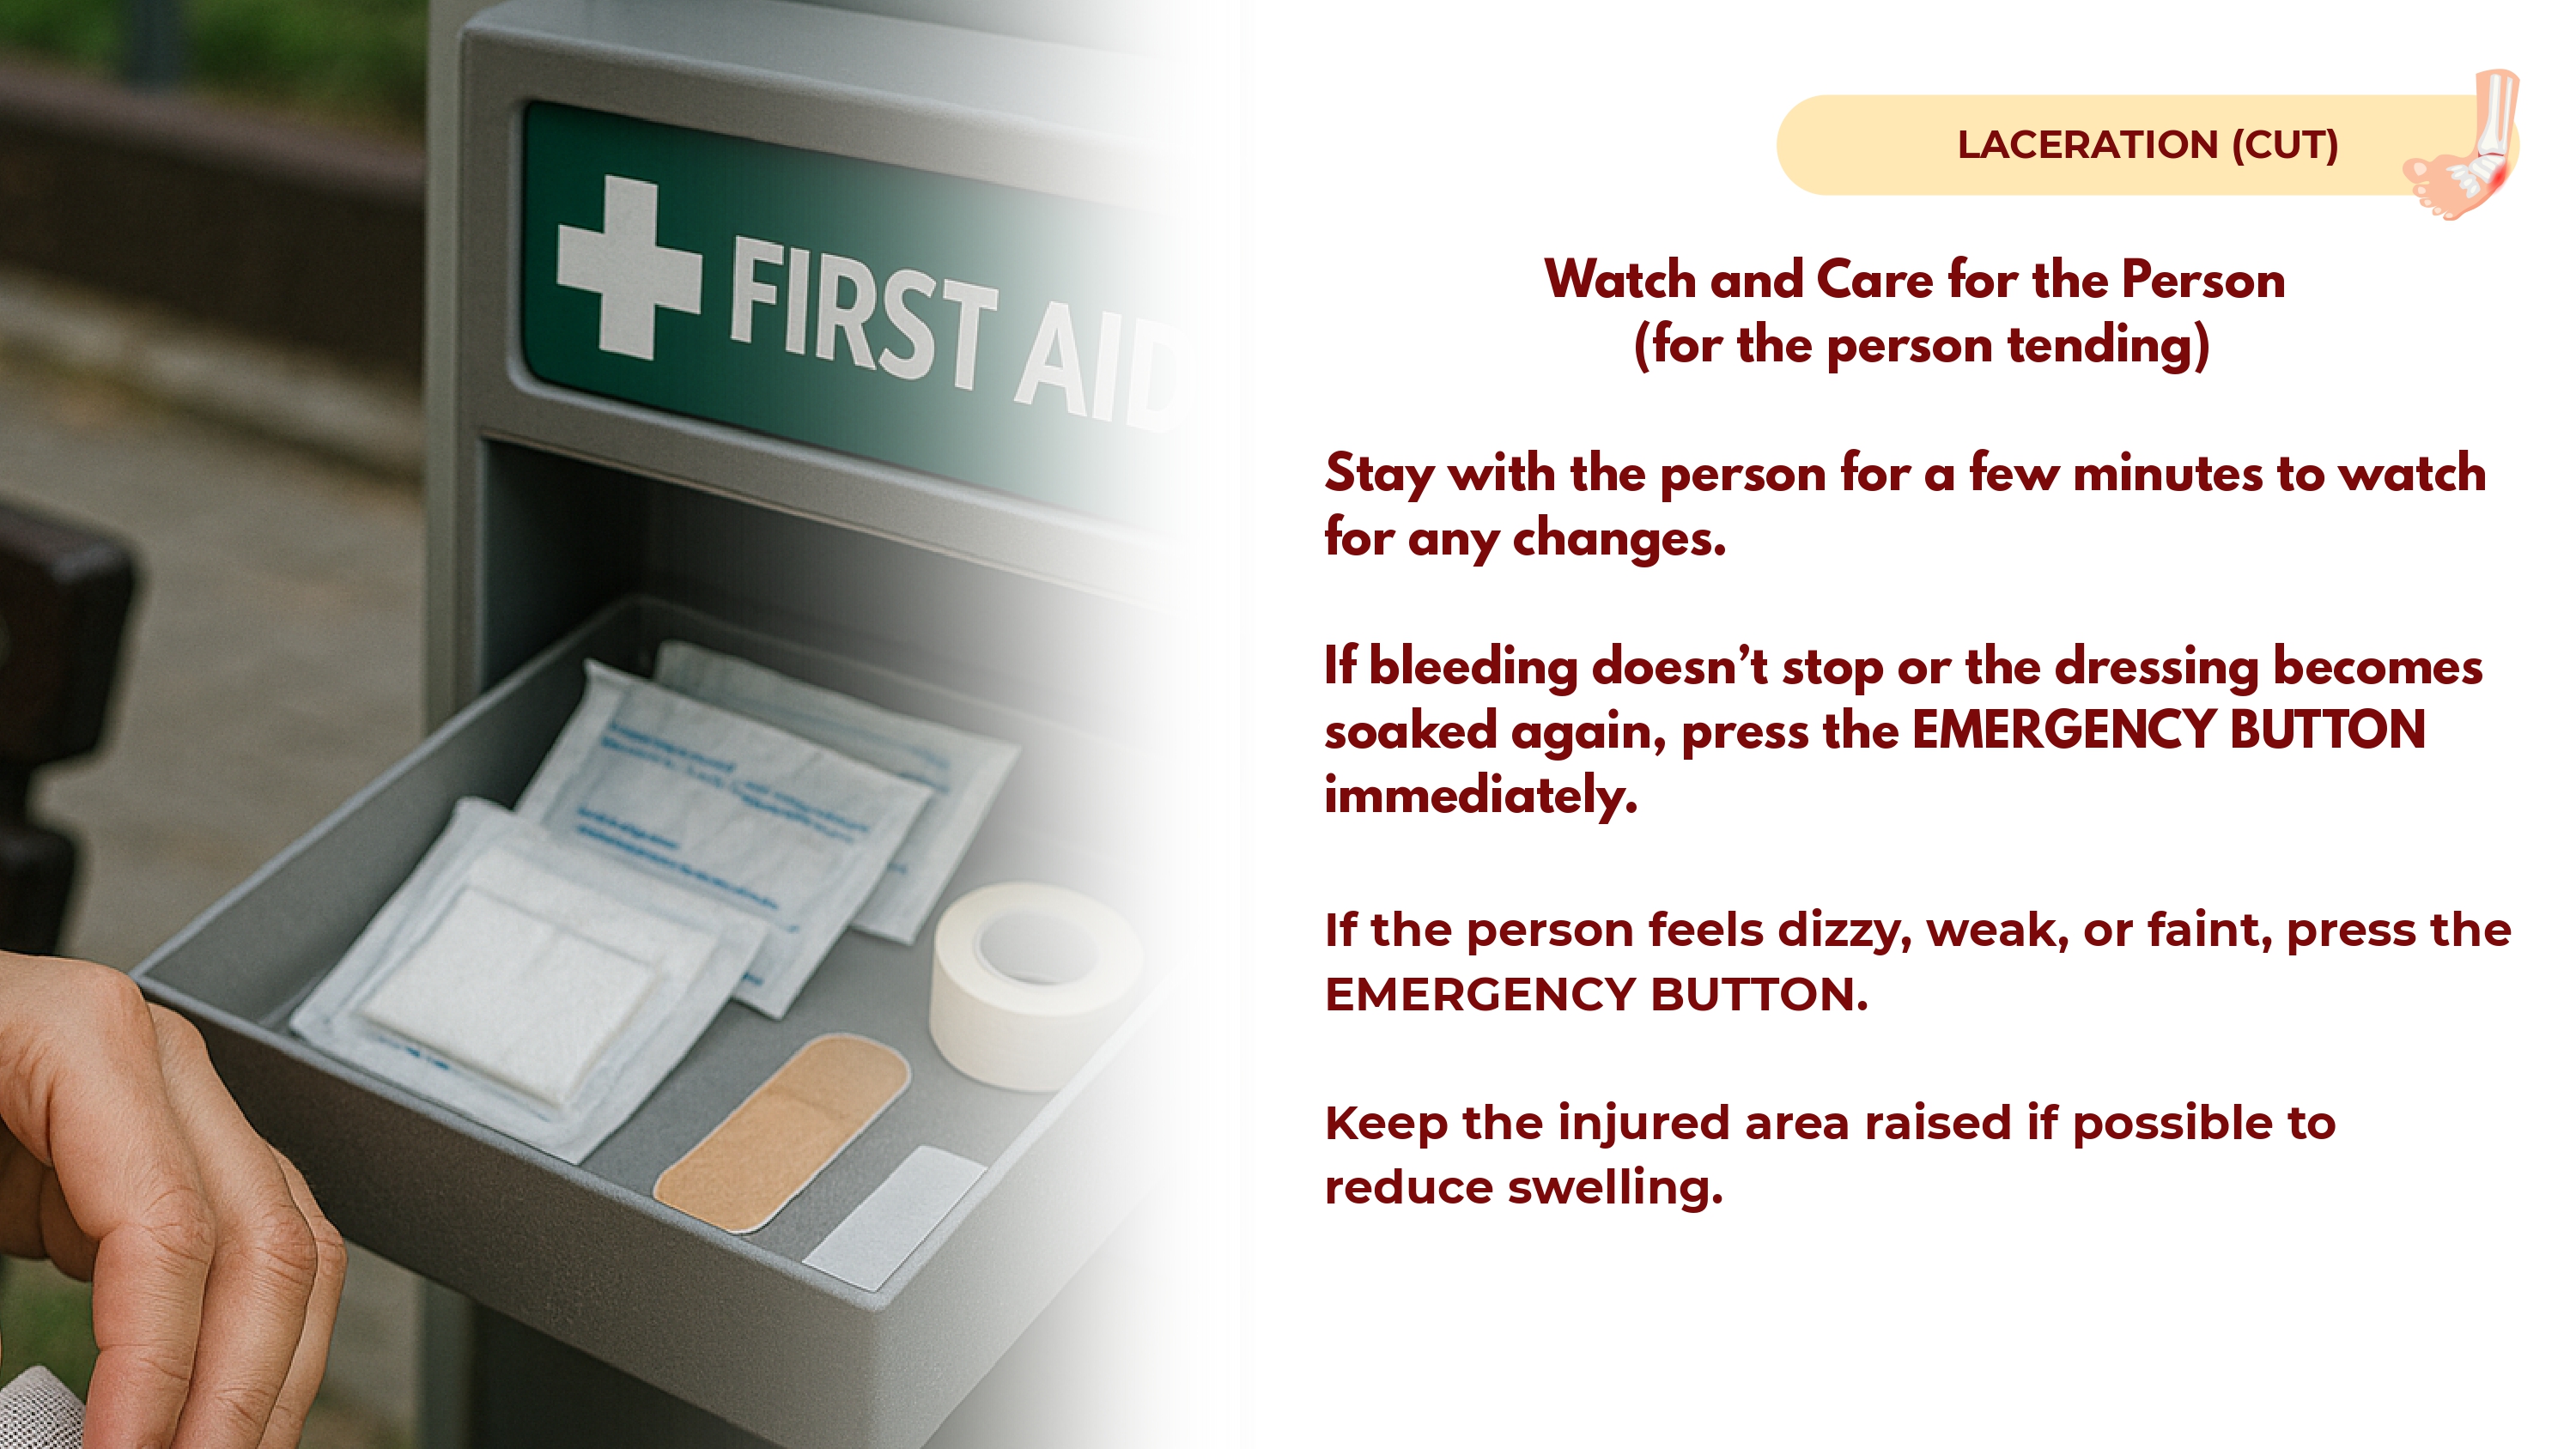 FIRST AID
LACERATION (CUT)
Watch and Care for the Person
(for the person tending)
Stay with the person for a few minutes to watch
for any changes.
If bleeding doesn’t stop or the dressing becomes
soaked again, press the EMERGENCY BUTTON
immediately.
If the person feels dizzy, weak, or faint, press the
EMERGENCY BUTTON.
Keep the injured area raised if possible to
reduce swelling.